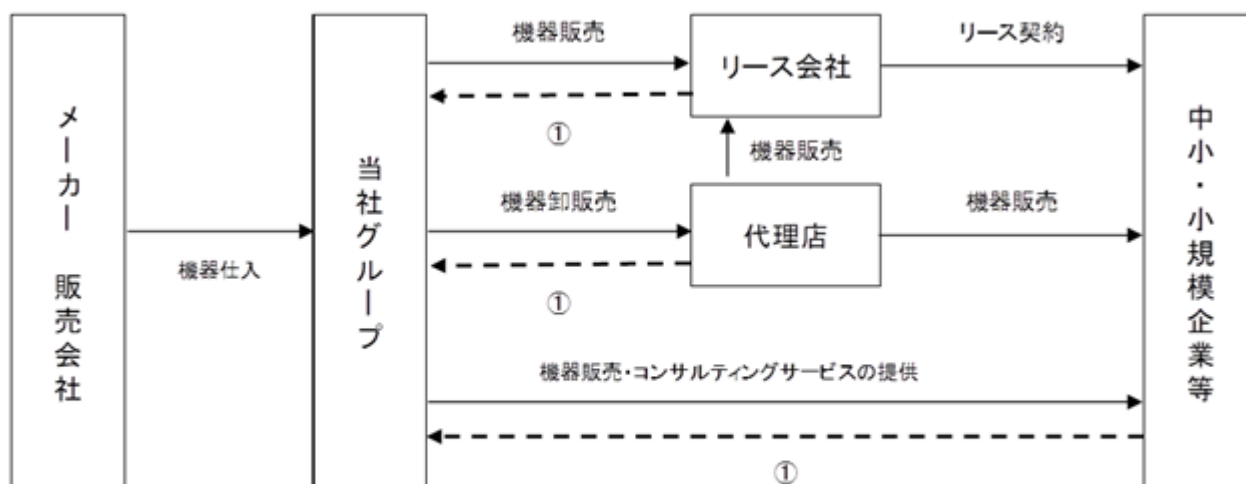 メーカー 販売会社
機器仕入
当社グループ
機器販売
①
リース会社
リース契約
機器販売
機器卸販売
①
代理店
機器販売
機器販売・コンサルティングサービスの提供
①
中小・小規模企業等